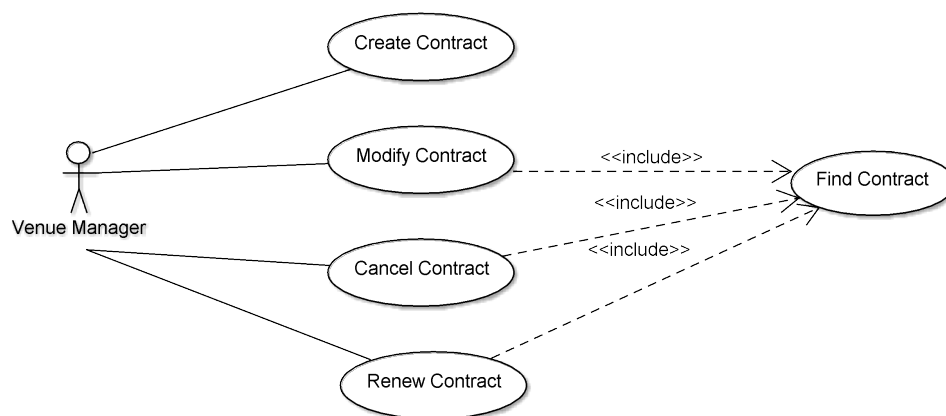 Create Contract
Modify Contract
<<include>>
Find Contract
<<include>>
Venue Manager
<<include>>
Cancel Contract
Renew Contract